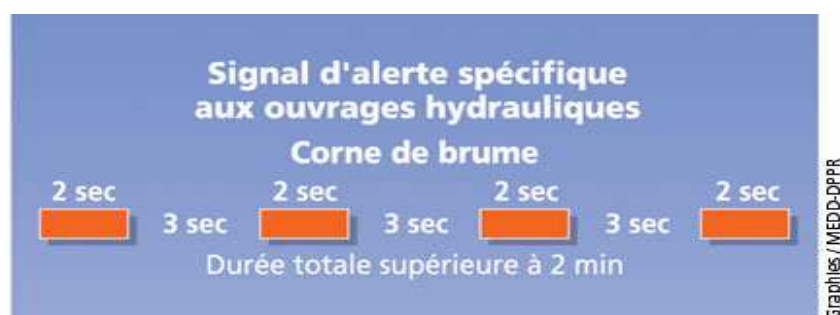 Signal d'alerte spécifique
aux ouvrages hydrauliques
Corne de brume
2 sec 2 sec 2 sec 2 sec
3 sec 3 sec 3 sec
Durée totale supérieure à 2 min
Graphies / MEDD-DPPR